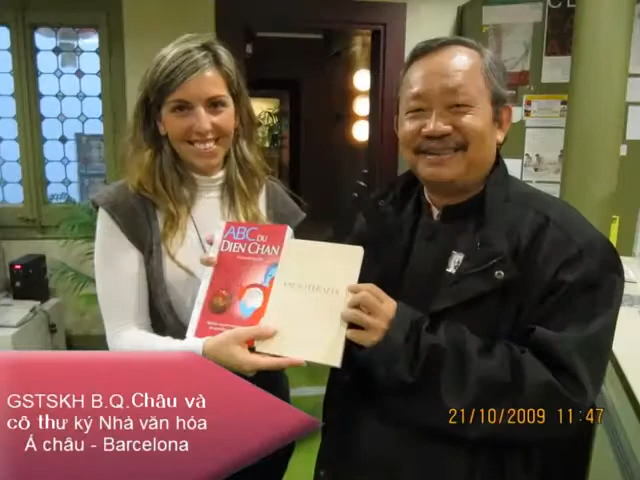 ABC DU
DIEN CHAN
GSTSKH B.Q.Châu và
cô thư ký Nhà văn hóa
Á châu - Barcelona
21/10/2009 11:47